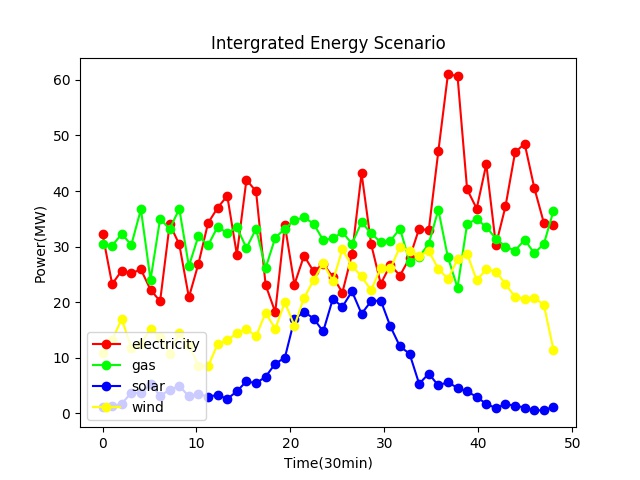 Intergrated Energy Scenario
Power(MW)
60
50
40
30
20
10
0
electricity
gas
solar
wind
0 10 20 30 40 50
Time(30min)